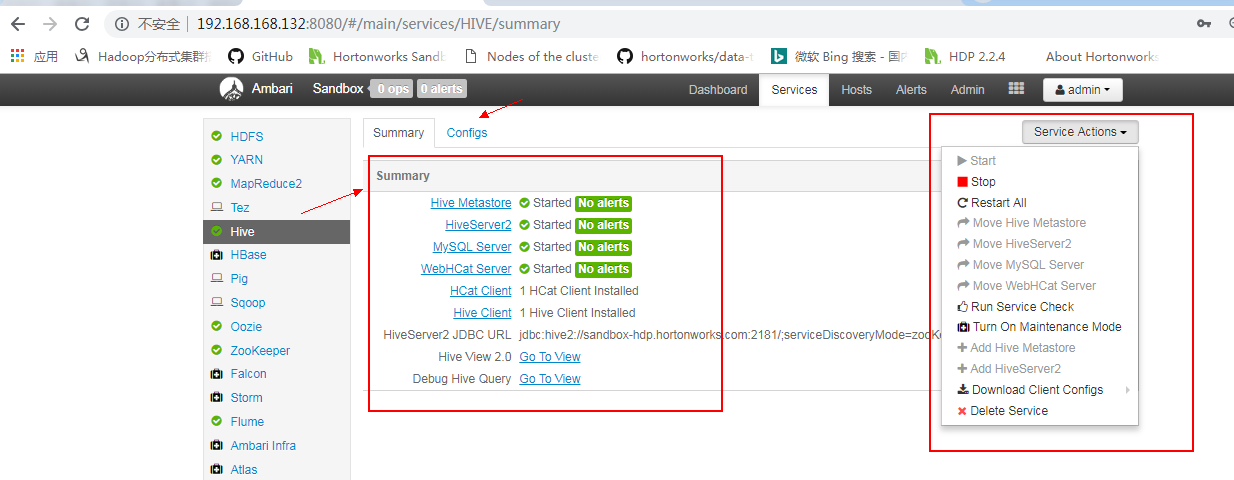 不安全 | 192.168.168.132:8080/#/main/services/HIVE/summary
应用 Hadoop分布式集群 GitHub Hortonworks Sandb Nodes of the cluste hortonworks/data-t 微软 Bing 搜索 - 国 HDP 2.2.4 About Hortonworks
Ambari Sandbox 0 ops 0 alerts Dashboard Services Hosts Alerts Admin admin
HDFS
YARN
MapReduce2
Tez
Hive
HBase
Pig
Sqoop
Oozie
ZooKeeper
Falcon
Storm
Flume
Ambari Infra
Atlas
Summary Configs
Summary
Hive Metastore Started No alerts
HiveServer2 Started No alerts
MySQL Server Started No alerts
WebHCat Server Started No alerts
HCat Client 1 HCat Client Installed
Hive Client 1 Hive Client Installed
HiveServer2 JDBC URL jdbc:hive2://sandbox-hdp.hortonworks.com:2181/;serviceDiscoveryMode=zooKe
Hive View 2.0 Go To View
Debug Hive Query Go To View
Service Actions
Start
Stop
Restart All
Move Hive Metastore
Move HiveServer2
Move MySQL Server
Move WebHCat Server
Run Service Check
Turn On Maintenance Mode
Add Hive Metastore
Add HiveServer2
Download Client Configs
Delete Service